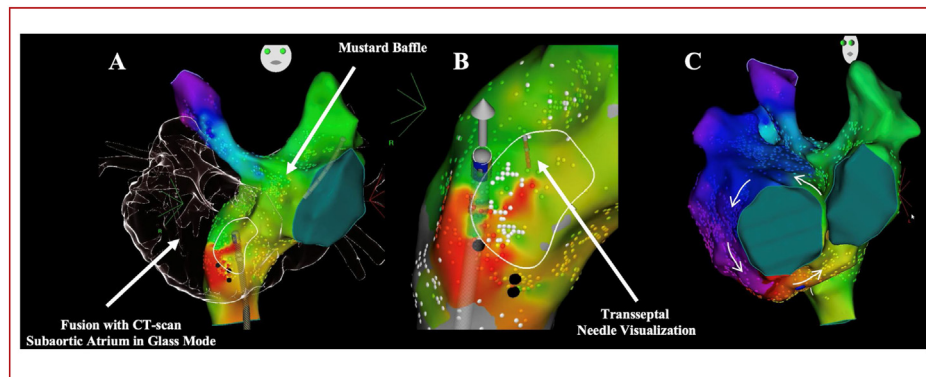 A
Mustard Baffle
B
C
R
R
R
Fusion with CT-scan
Subaortic Atrium in Glass Mode
Transseptal
Needle Visualization